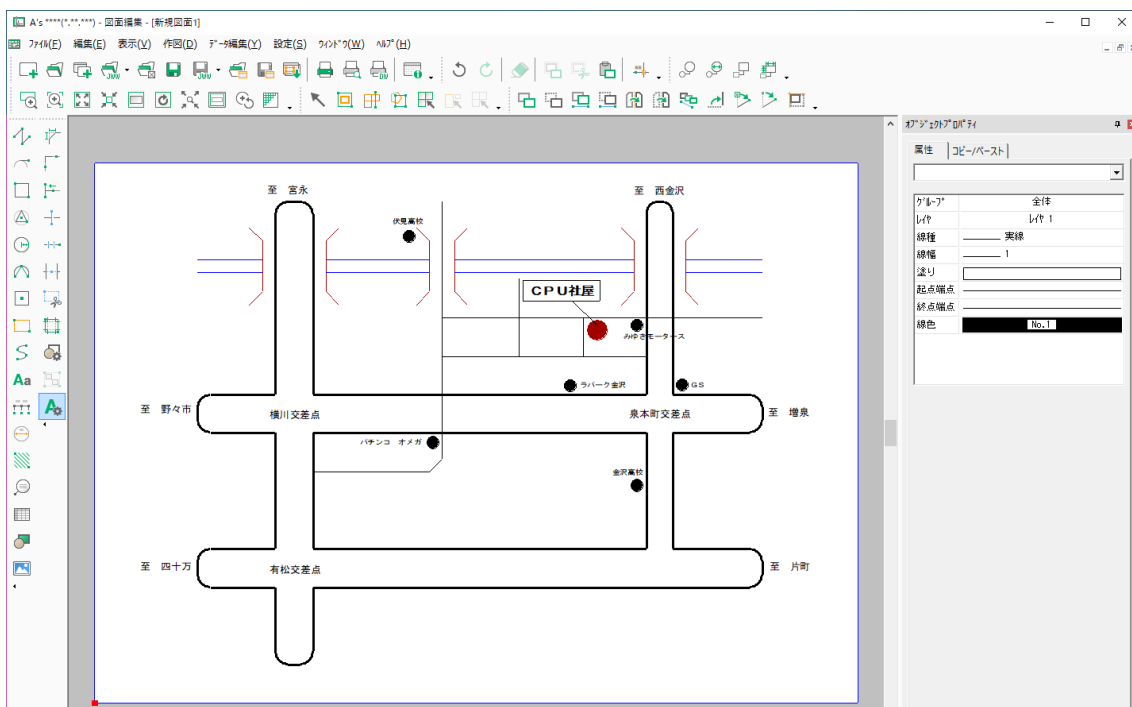 A's ****(*.**.***) - 図面編集 - [新規図面1]
ﾌｧｲﾙ(F) 編集(E) 表示(V) 作図(D) ﾃﾞｰﾀ編集(Y) 設定(S) ｳｨﾝﾄﾞｳ(W) ﾍﾙﾌﾟ(H)
JWW
JWW
DIV
Aa
A
至 宮永
至 西金沢
伏見高校
CPU社屋
みゆきモータース
ラパーク金沢
GS
至 野々市
横川交差点
泉本町交差点
至 増泉
パチンコ オメガ
金沢高校
至 四十万
有松交差点
至 片町
ｵﾌﾞｼﾞｪｸﾄﾌﾟﾛﾊﾟﾃｨ
属性 ｺﾋﾟｰ/ﾍﾟｰｽﾄ
ｸﾞﾙｰﾌﾟ 全体
ﾚｲﾔ ﾚｲﾔ 1
線種 実線
線幅 1
塗り
起点端点
終点端点
線色 No.1